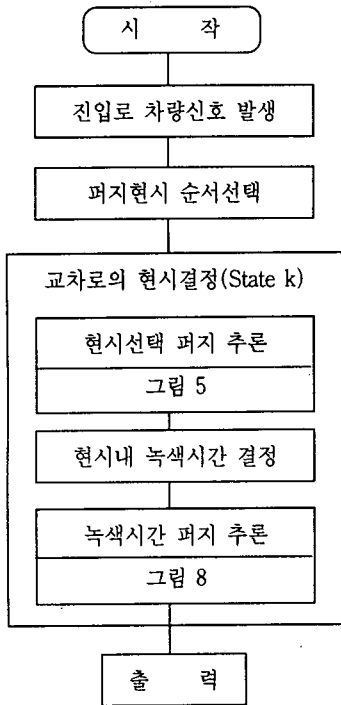 시 작
진입로 차량신호 발생
퍼지현시 순서선택
교차로의 현시결정(State k)
현시선택 퍼지 추론
그림 5
현시내 녹색시간 결정
녹색시간 퍼지 추론
그림 8
출 력